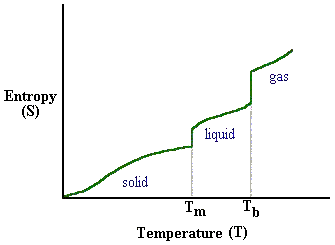 gas
Entropy
(S)
liquid
solid
Tm
Tb
Temperature (T)